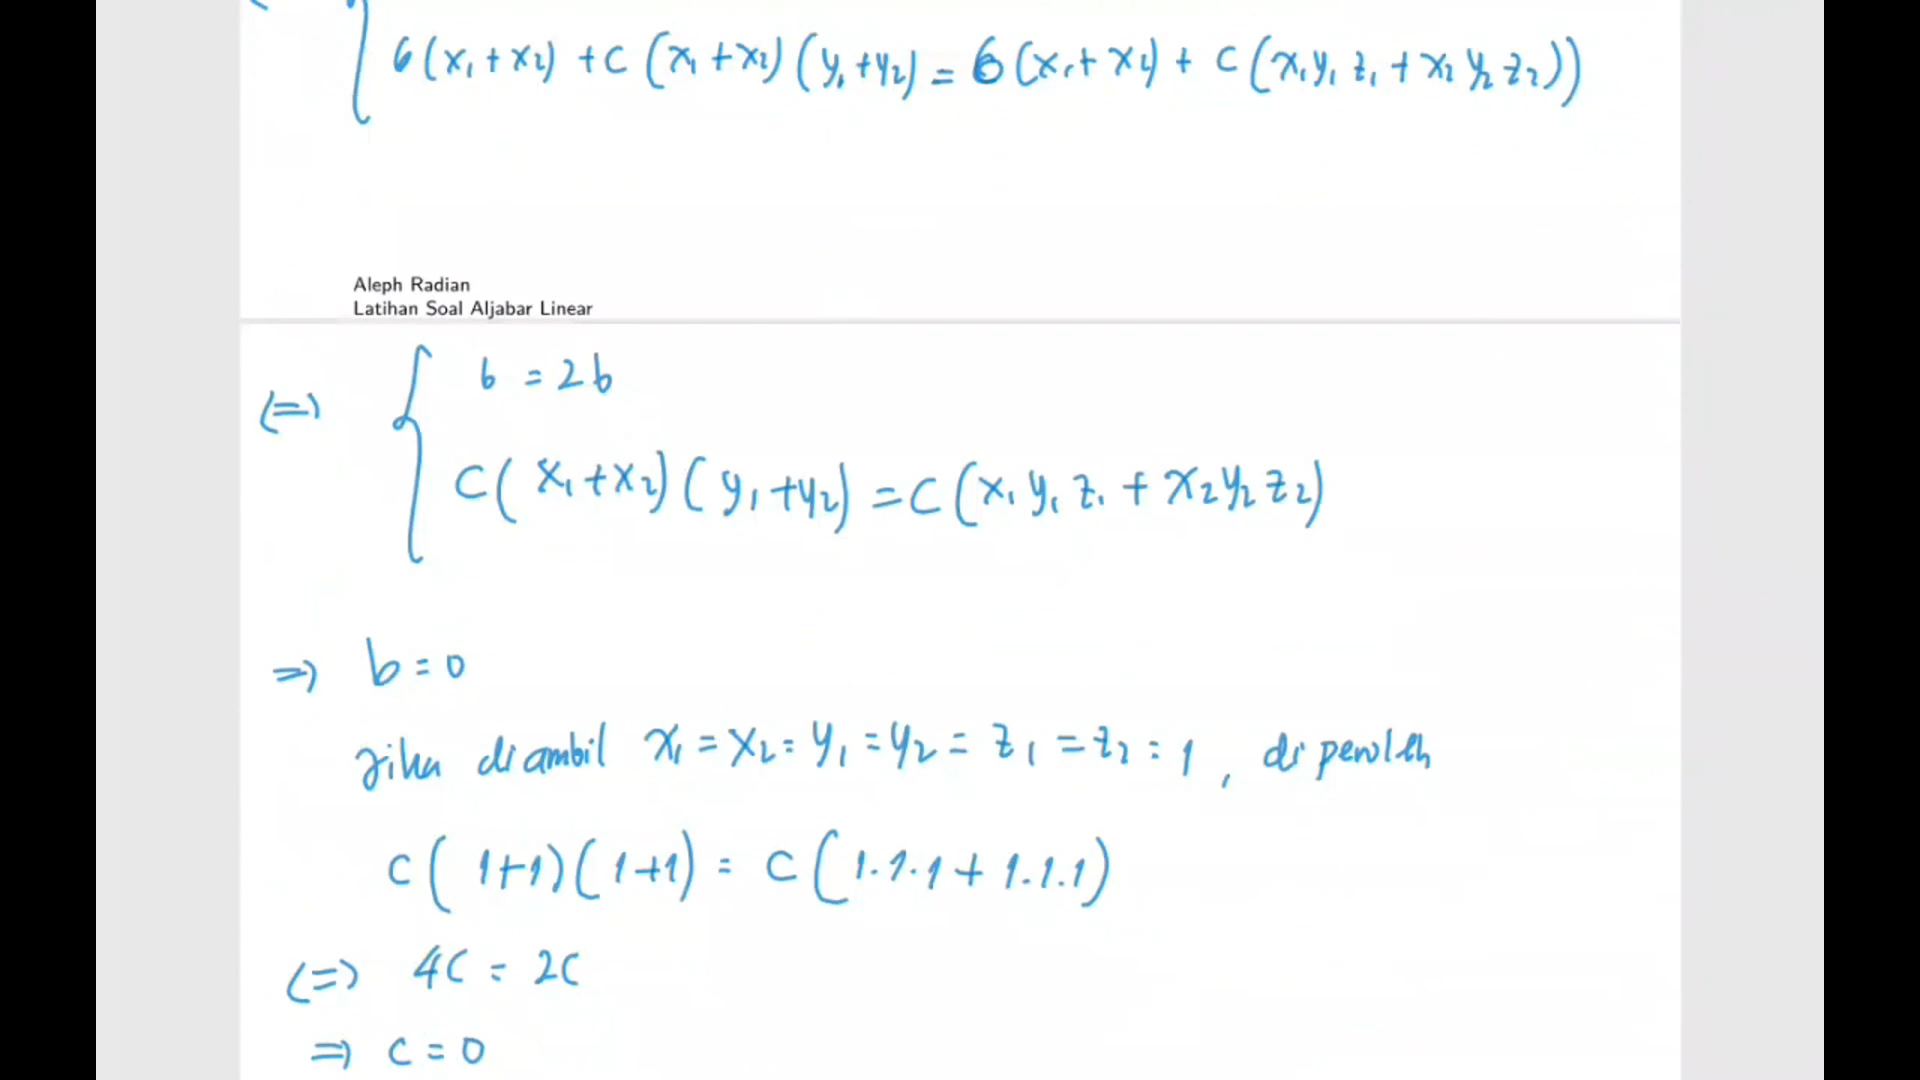 6(x₁+x₂) + c(x₁+x₂)(y₁+y₂) = 6(x₁+x₂) + c(x₁y₁z₁ + x₂y₂z₂))
Aleph Radian
Latihan Soal Aljabar Linear
(=) { b = 2b
C(x₁+x₂)(y₁+y₂) = C(x₁y₁z₁ + x₂y₂z₂)
=) b = 0
jika diambil x₁ = x₂ = y₁ = y₂ = z₁ = z₂ = 1, diperoleh
C(1+1)(1+1) = C(1.1.1 + 1.1.1)
(=) 4C = 2C
=) C = 0